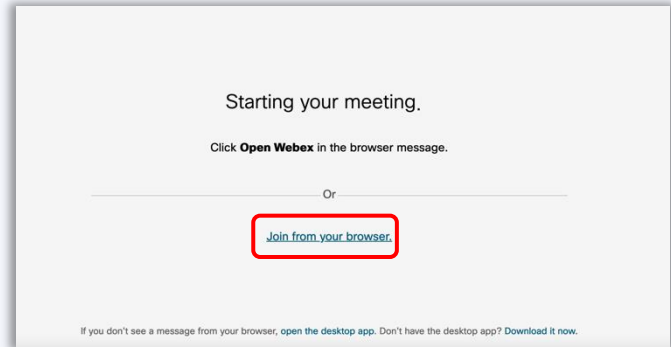 Starting your meeting.
Click Open Webex in the browser message.
Or
Join from your browser.
If you don't see a message from your browser, open the desktop app. Don't have the desktop app? Download it now.